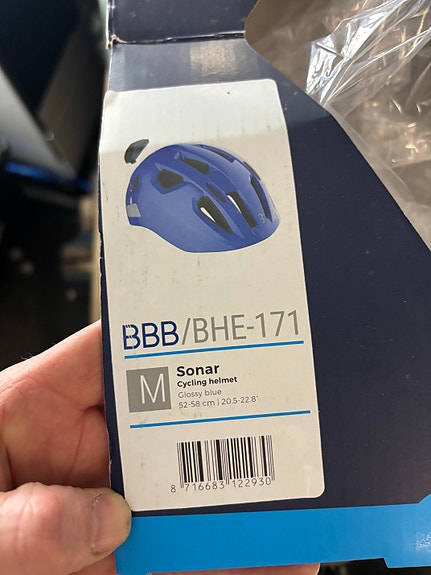 BBB/BHE-171
M
Sonar
Cycling helmet
Glossy blue
52-58 cm | 20.5-22.8"
8 716683 122930